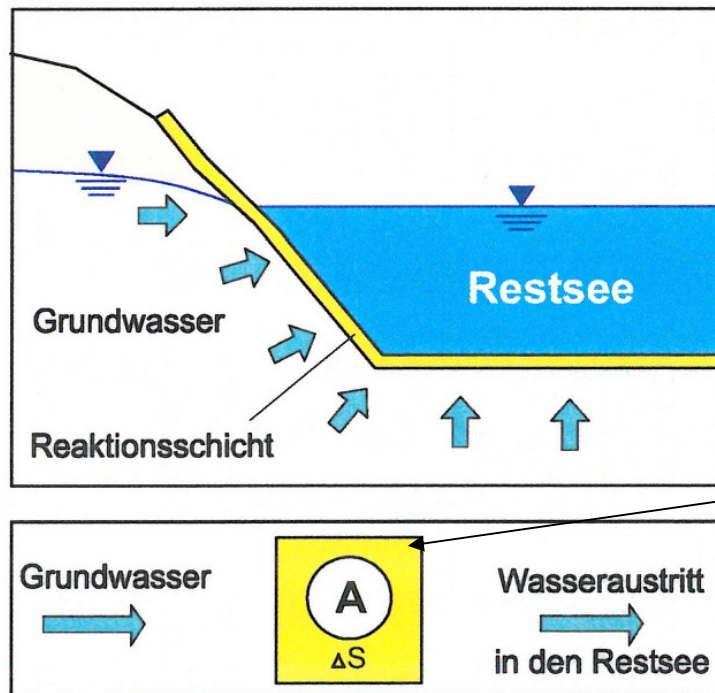 Restsee
Grundwasser
Reaktionsschicht
Grundwasser
A
ΔS
Wasseraustritt
in den Restsee